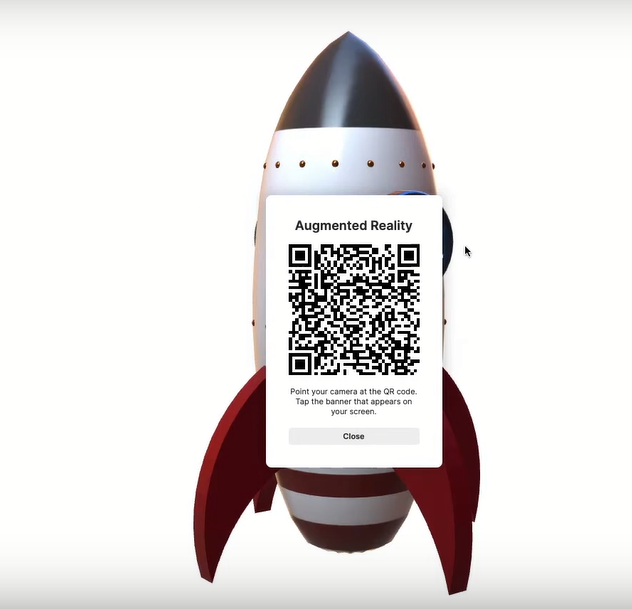 Augmented Reality
Point your camera at the QR code.
Tap the banner that appears on
your screen.
Close